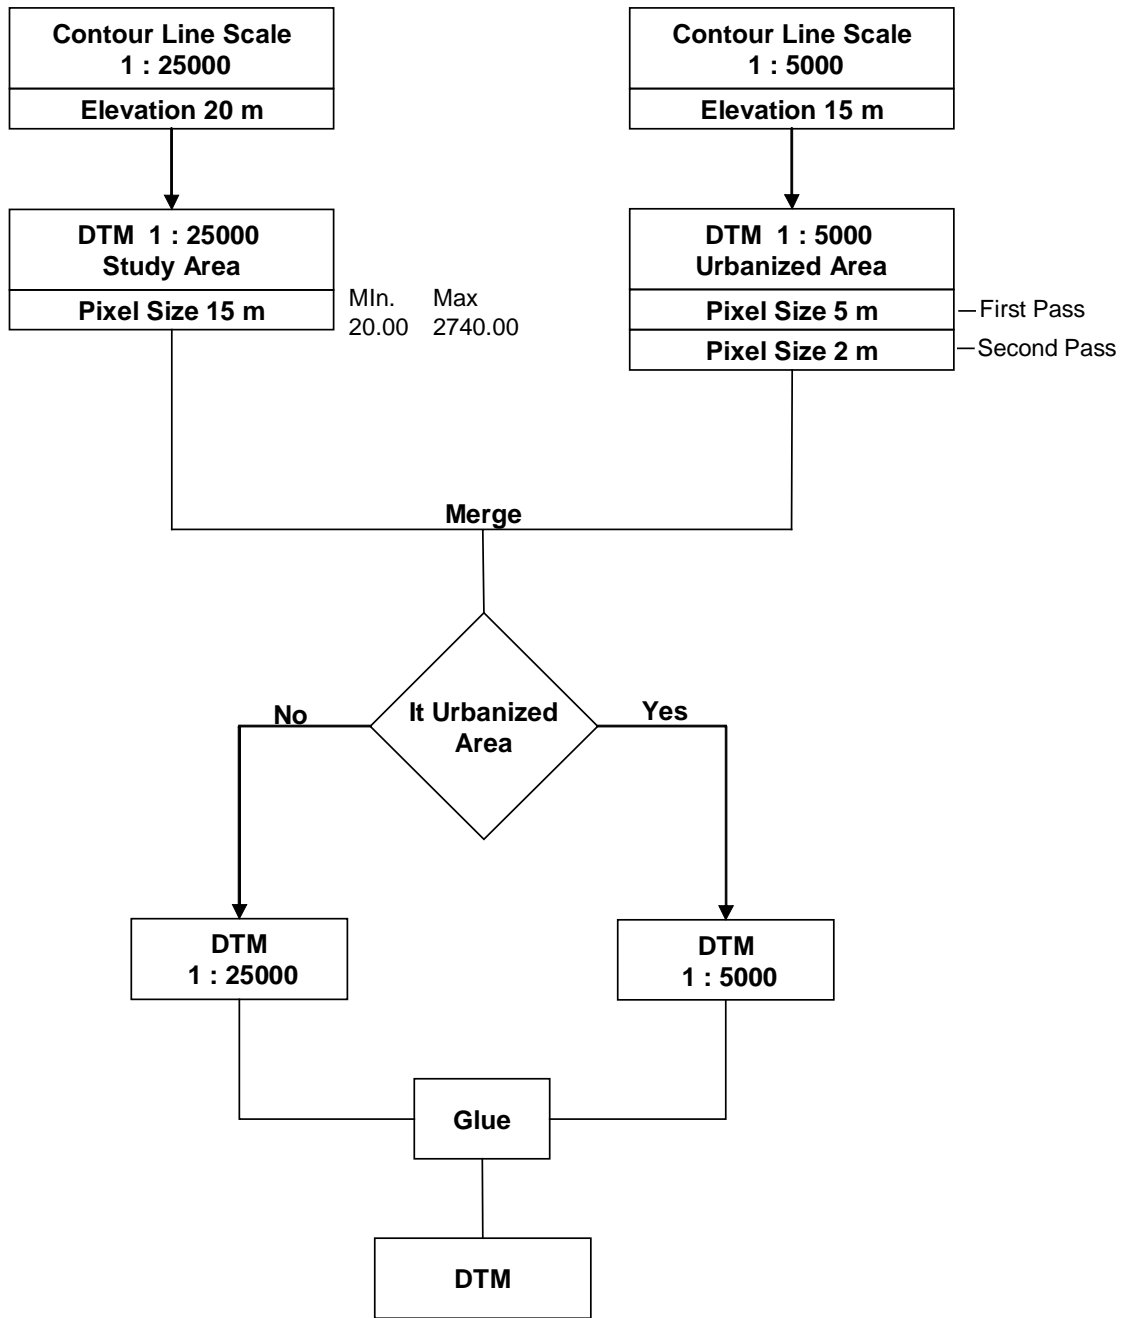 Contour Line Scale
1 : 25000
Elevation 20 m
Contour Line Scale
1 : 5000
Elevation 15 m
DTM 1 : 25000
Study Area
Pixel Size 15 m
MIn. Max
20.00 2740.00
DTM 1 : 5000
Urbanized Area
Pixel Size 5 m
First Pass
Pixel Size 2 m
Second Pass
Merge
It Urbanized
Area
No
Yes
DTM
1 : 25000
DTM
1 : 5000
Glue
DTM